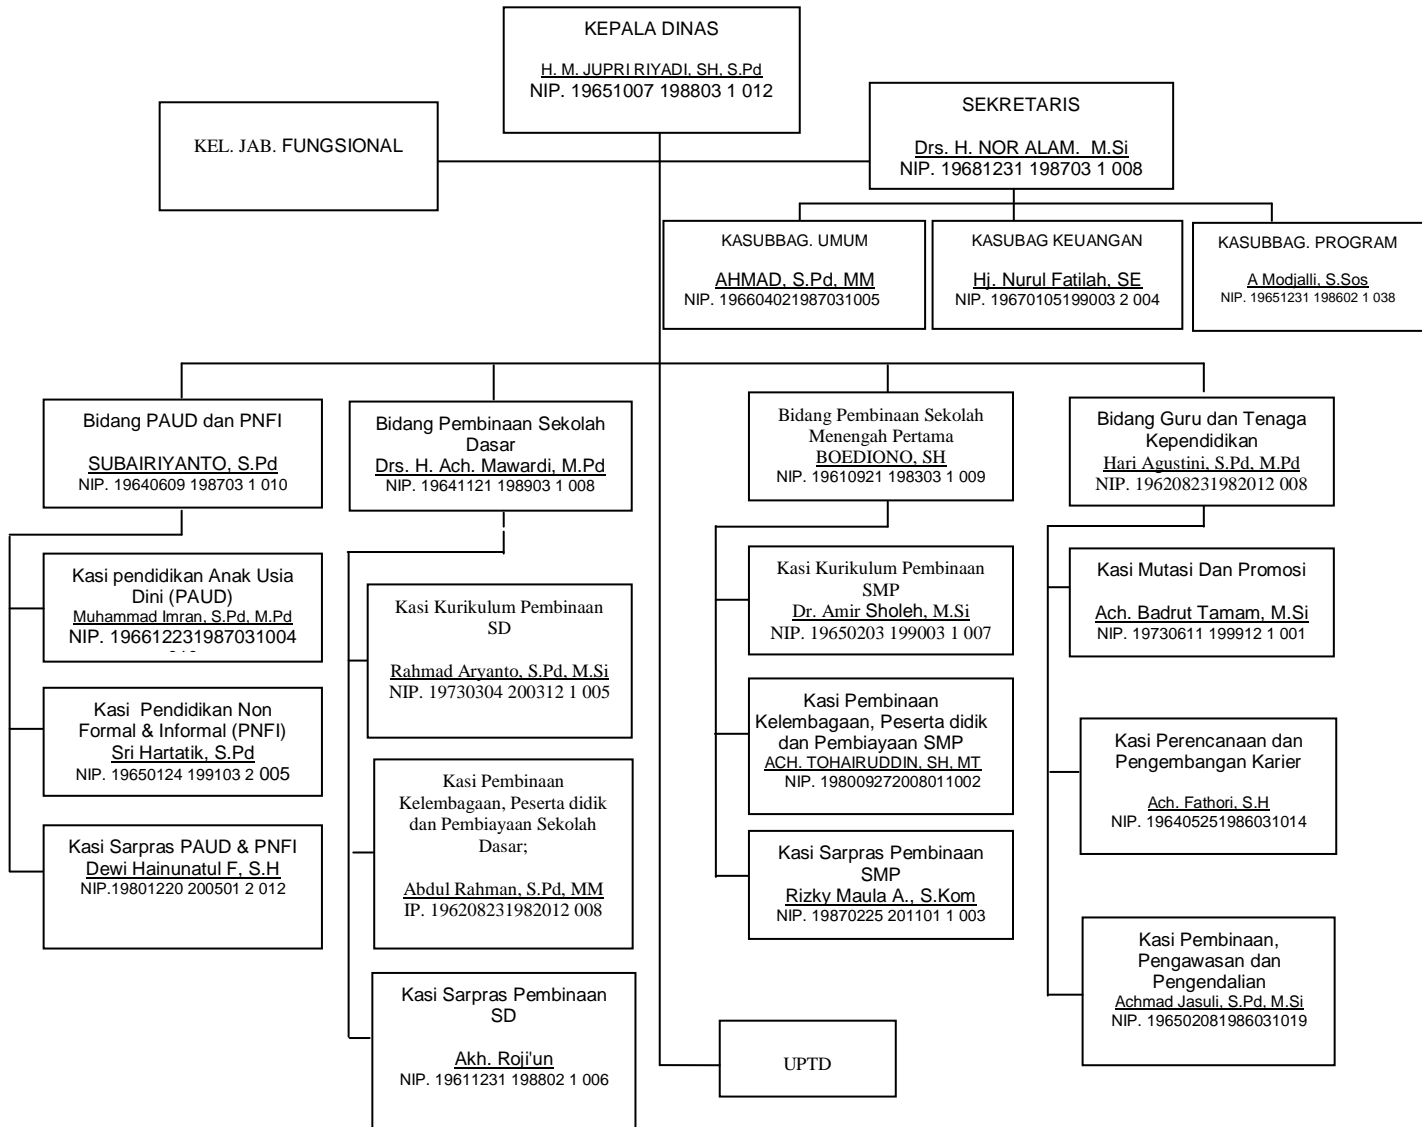 KEPALA DINAS
H. M. JUPRI RIYADI, SH, S.Pd
NIP. 19651007 198803 1 012
KEL. JAB. FUNGSIONAL
SEKRETARIS
Drs. H. NOR ALAM. M.Si
NIP. 19681231 198703 1 008
KASUBBAG. UMUM
AHMAD, S.Pd, MM
NIP. 196604021987031005
KASUBAG KEUANGAN
Hj. Nurul Fatilah, SE
NIP. 19670105199003 2 004
KASUBBAG. PROGRAM
A Modjalli, S.Sos
NIP. 19651231 198602 1 038
Bidang PAUD dan PNFI
SUBAIRIYANTO, S.Pd
NIP. 19640609 198703 1 010
Bidang Pembinaan Sekolah
Dasar
Drs. H. Ach. Mawardi, M.Pd
NIP. 19641121 198903 1 008
Bidang Pembinaan Sekolah
Menengah Pertama
BOEDIONO, SH
NIP. 19610921 198303 1 009
Bidang Guru dan Tenaga
Kependidikan
Hari Agustini, S.Pd, M.Pd
NIP. 196208231982012 008
Kasi pendidikan Anak Usia
Dini (PAUD)
Muhammad Imran, S.Pd, M.Pd
NIP. 196612231987031004
Kasi Pendidikan Non
Formal & Informal (PNFI)
Sri Hartatik, S.Pd
NIP. 19650124 199103 2 005
Kasi Sarpras PAUD & PNFI
Dewi Hainunatul F, S.H
NIP.19801220 200501 2 012
Kasi Kurikulum Pembinaan
SD
Rahmad Aryanto, S.Pd, M.Si
NIP. 19730304 200312 1 005
Kasi Pembinaan
Kelembagaan, Peserta didik
dan Pembiayaan Sekolah
Dasar;
Abdul Rahman, S.Pd, MM
IP. 196208231982012 008
Kasi Sarpras Pembinaan
SD
Akh. Roji'un
NIP. 19611231 198802 1 006
Kasi Kurikulum Pembinaan
SMP
Dr. Amir Sholeh, M.Si
NIP. 19650203 199003 1 007
Kasi Pembinaan
Kelembagaan, Peserta didik
dan Pembiayaan SMP
ACH. TOHAIRUDDIN, SH, MT
NIP. 198009272008011002
Kasi Sarpras Pembinaan
SMP
Rizky Maula A., S.Kom
NIP. 19870225 201101 1 003
Kasi Mutasi Dan Promosi
Ach. Badrut Tamam, M.Si
NIP. 19730611 199912 1 001
Kasi Perencanaan dan
Pengembangan Karier
Ach. Fathori, S.H
NIP. 196405251986031014
Kasi Pembinaan,
Pengawasan dan
Pengendalian
Achmad Jasuli, S.Pd, M.Si
NIP. 196502081986031019
UPTD